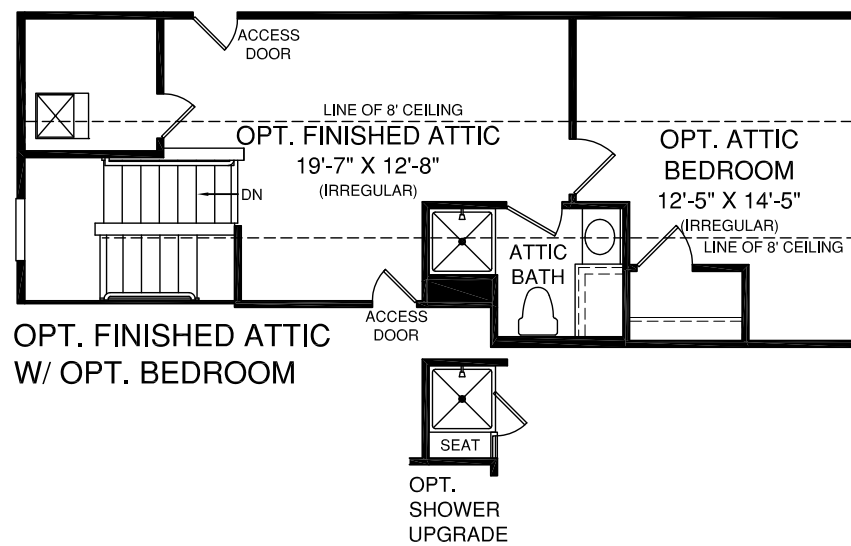 ACCESS
DOOR
LINE OF 8' CEILING
OPT. FINISHED ATTIC
19'-7" X 12'-8"
(IRREGULAR)
DN
OPT. ATTIC
BEDROOM
12'-5" X 14'-5"
(IRREGULAR)
LINE OF 8' CEILING
ATTIC
BATH
ACCESS
DOOR
OPT. FINISHED ATTIC
W/ OPT. BEDROOM
SEAT
OPT.
SHOWER
UPGRADE